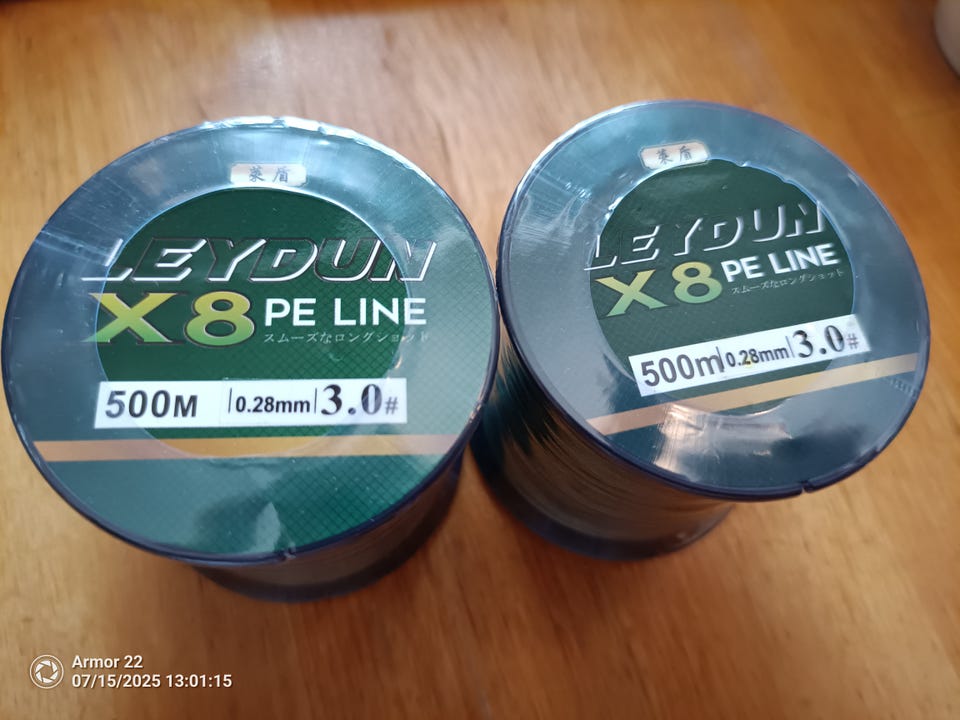 莱盾
LEYDUN
X8 PE LINE
スムーズなロングショット
500M 0.28mm 3.0#
莱盾
LEYDUN
X8 PE LINE
スムーズなロングショット
500m 0.28mm 3.0#
Armor 22
07/15/2025 13:01:15